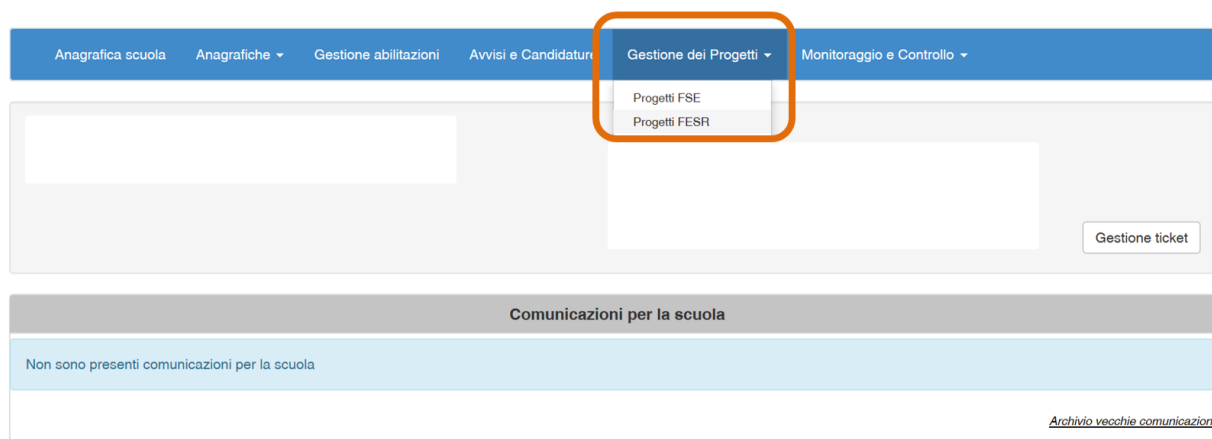 Anagrafica scuola Anagrafiche Gestione abilitazioni Avvisi e Candidature Gestione dei Progetti Monitoraggio e Controllo
Progetti FSE
Progetti FESR
Gestione ticket
Comunicazioni per la scuola
Non sono presenti comunicazioni per la scuola
Archivio vecchie comunicazion